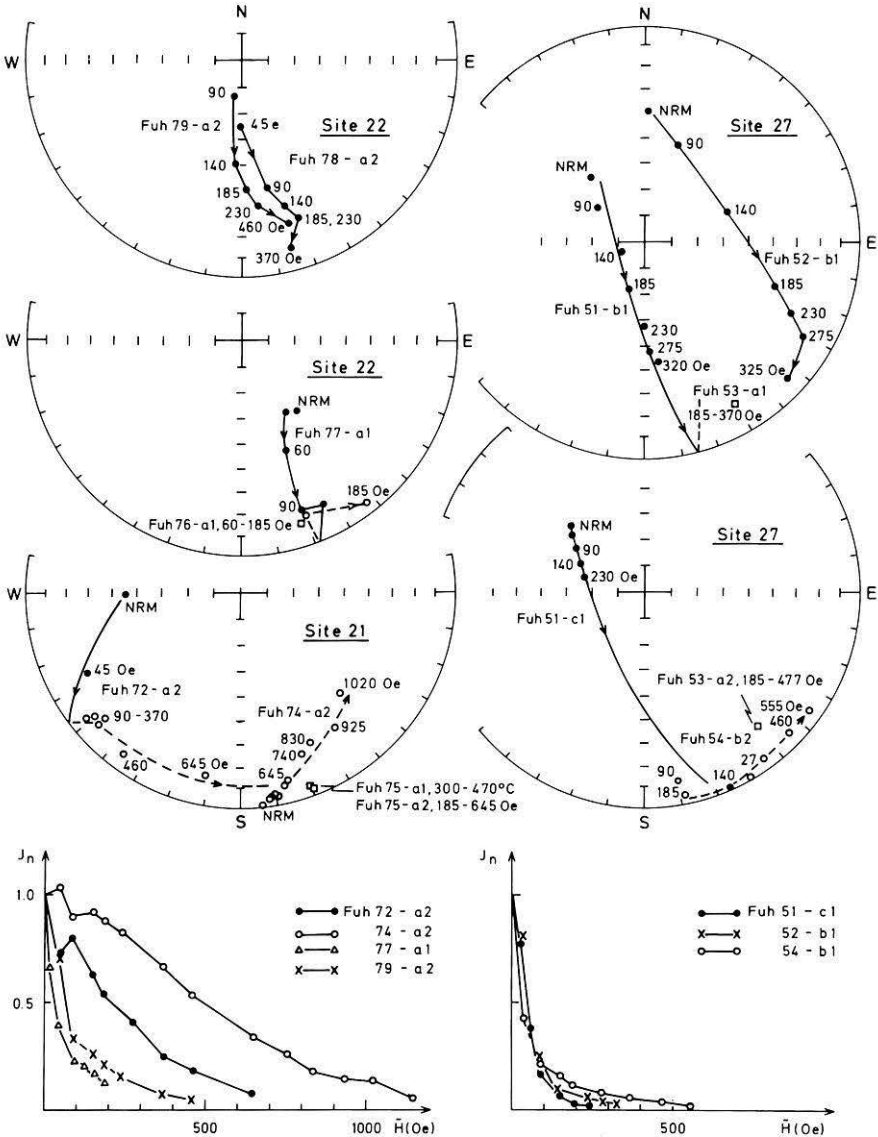 N
W
E
90
Fuh 79-a2
45 e
Site 22
140
Fuh 78 - a2
90
185
140
230
185, 230
460 Oe
370 Oe
E
Site 22
NRM
Fuh 77-a1
60
90
185 Oe
Fuh 76-a1, 60-185 Oe
W
E
NRM
Site 21
45 Oe
Fuh 72-a2
1020 Oe
90 - 370
Fuh 74-a2
925
830
740
460
645 Oe
645
Fuh 75-a1, 300-470°C
Fuh 75-a2, 185-645 Oe
NRM
S
N
NRM
Site 27
NRM
90
90
140
140
E
Fuh 52-b1
185
185
Fuh 51-b1
230
230
275
275
320 Oe
325 Oe
Fuh 53-a1
185-370 Oe
NRM
Site 27
90
140
230 Oe
E
Fuh 51-c1
Fuh 53-a2, 185-477 Oe
555 Oe
460
Fuh 54-b2
27
90
140
185
S
Jn
1.0
0.5
Fuh 72 - a2
74 - a2
77 - a1
79 - a2
500
1000
H̃(Oe)
Jn
Fuh 51 - c1
52 - b1
54 - b1
500
H̃(Oe)